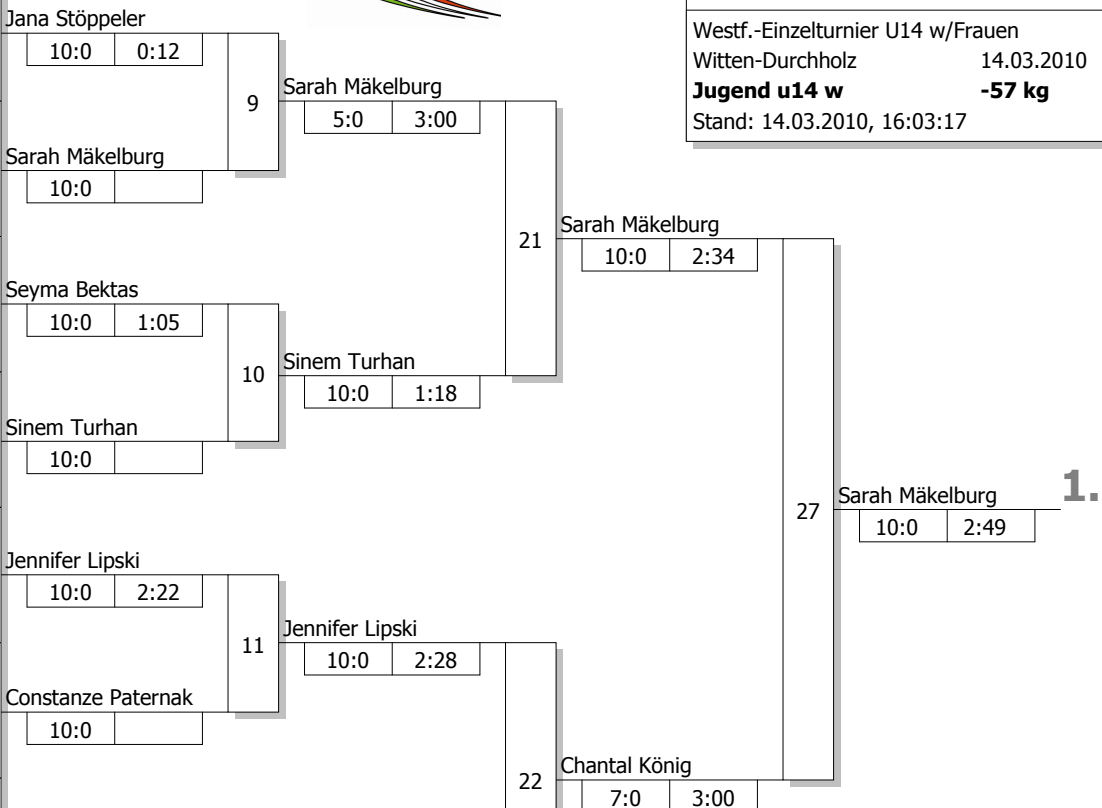 Westf.-Einzelturnier U14 w/Frauen
Witten-Durchholz 14.03.2010
Jugend u14 w -57 kg
Stand: 14.03.2010, 16:03:17
Jana Stöppeler
10:0 0:12
9
Sarah Mäkelburg
10:0
Sarah Mäkelburg
5:0 3:00
Seyma Bektas
10:0 1:05
10
Sinem Turhan
10:0
Sinem Turhan
10:0 1:18
21
Sarah Mäkelburg
10:0 2:34
Jennifer Lipski
10:0 2:22
11
Constanze Paternak
10:0
Jennifer Lipski
10:0 2:28
22
Chantal König
7:0 3:00
27
Sarah Mäkelburg 1.
10:0 2:49